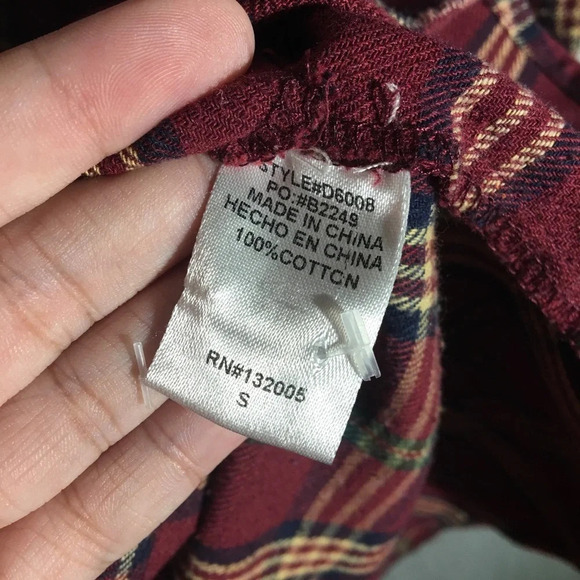 STYLE#D6008
PO:#B2249
MADE IN CHINA
HECHO EN CHINA
100%COTTON
RN#132005
S